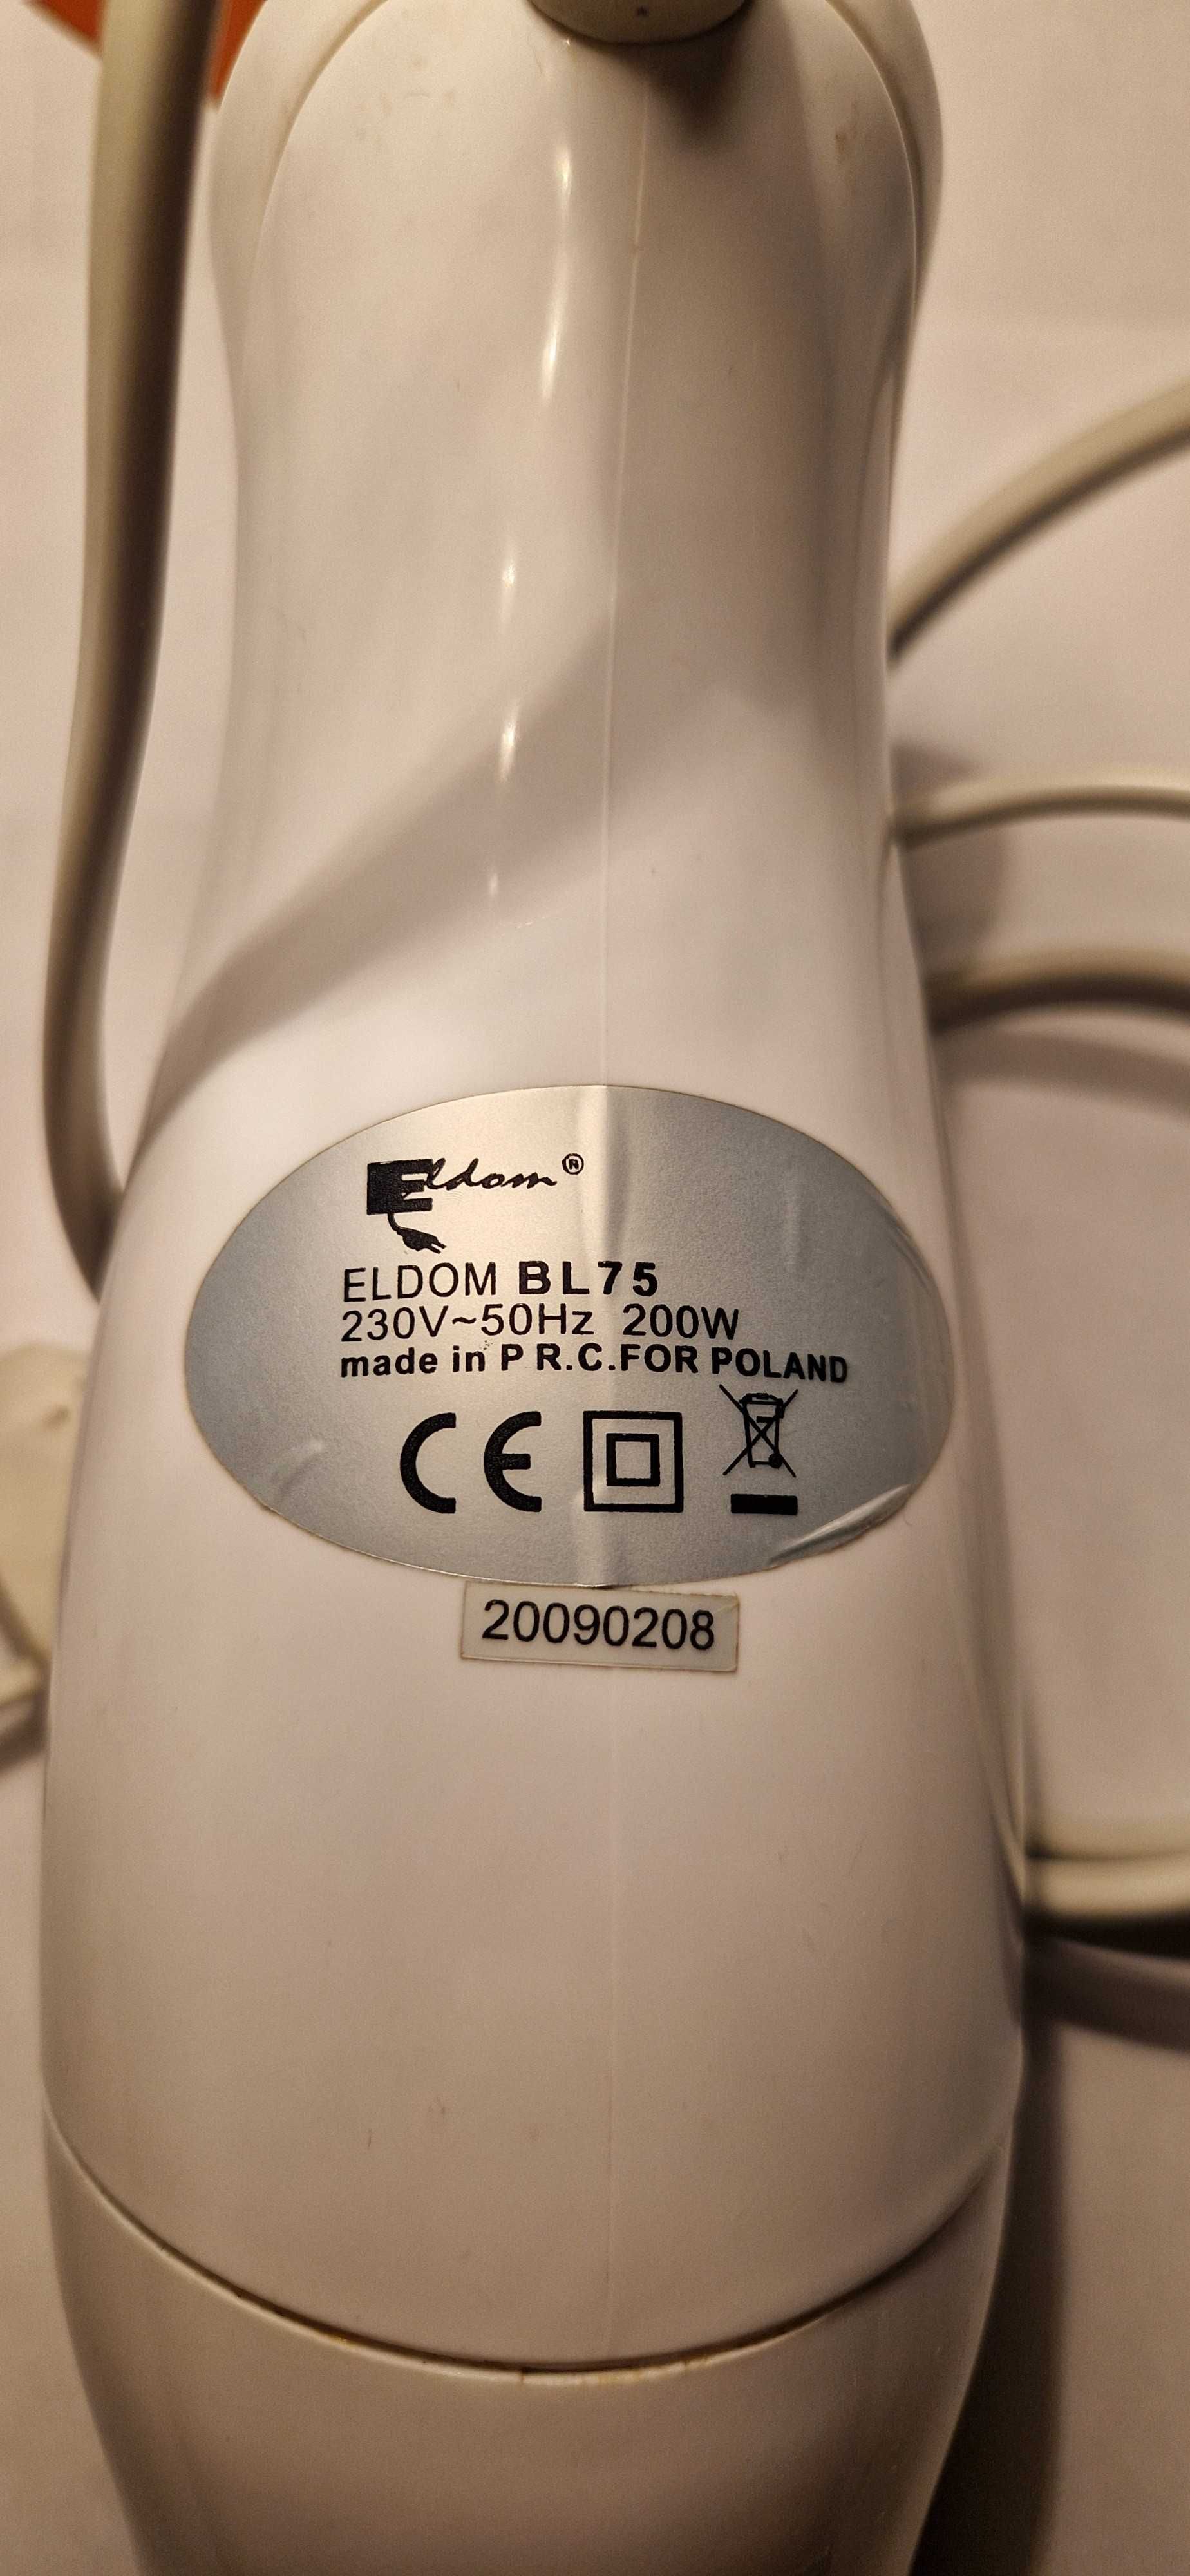 Eldom®
ELDOM BL75
230V~50Hz 200W
made in P R.C.FOR POLAND
CE
20090208